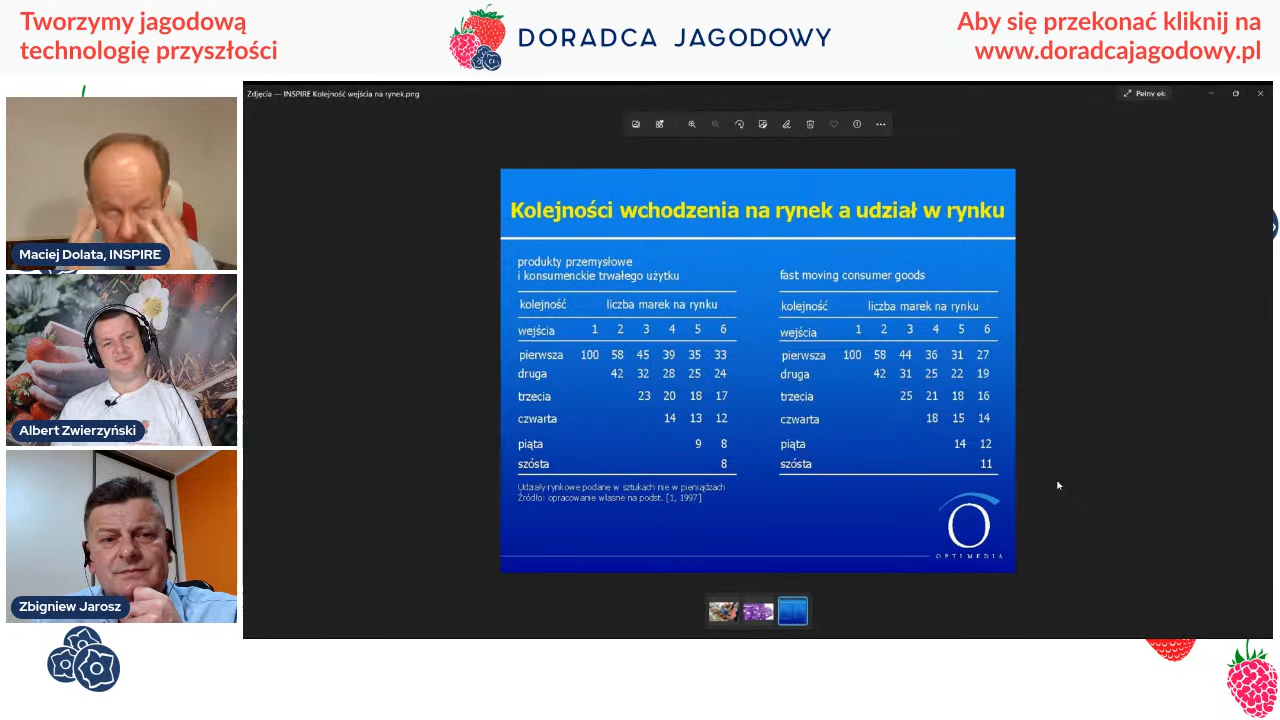 Tworzymy jagodową
technologię przyszłości
DORADCA JAGODOWY
Aby się przekonać kliknij na
www.doradcajagodowy.pl
Zdjęcia — INSPIRE Kolejność wejścia na rynek.png
Pełny ek
Maciej Dolata, INSPIRE
Albert Zwierzyński
Zbigniew Jarosz
Kolejności wchodzenia na rynek a udział w rynku
produkty przemysłowe
i konsumenckie trwałego użytku
kolejność liczba marek na rynku
wejścia 1 2 3 4 5 6
pierwsza 100 58 45 39 35 33
druga 42 32 28 25 24
trzecia 23 20 18 17
czwarta 14 13 12
piąta 9 8
szósta 8
Udziały rynkowe podane w sztukach nie w pieniądzach
Źródło: opracowanie własne na podst. [1, 1997]
fast moving consumer goods
kolejność liczba marek na rynku
wejścia 1 2 3 4 5 6
pierwsza 100 58 44 36 31 27
druga 42 31 25 22 19
trzecia 25 21 18 16
czwarta 18 15 14
piąta 14 12
szósta 11
OPTIMEDIA